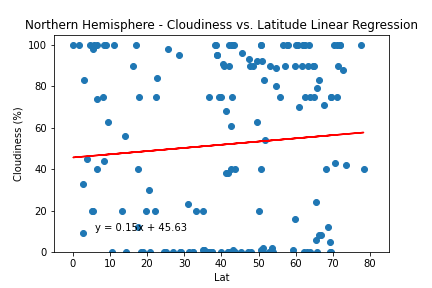 Northern Hemisphere - Cloudiness vs. Latitude Linear Regression
100
80
60
40
20
0
Cloudiness (%)
y = 0.15x + 45.63
0 10 20 30 40 50 60 70 80
Lat